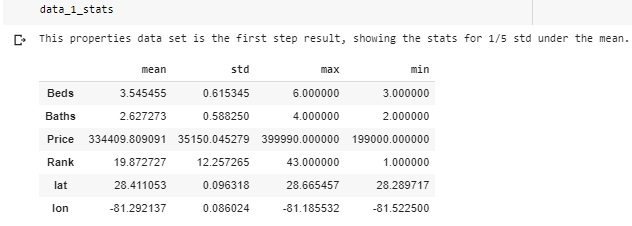 data_1_stats
This properties data set is the first step result, showing the stats for 1/5 std under the mean.
mean std max min
Beds 3.545455 0.615345 6.000000 3.000000
Baths 2.627273 0.588250 4.000000 2.000000
Price 334409.809091 35150.045279 399990.000000 199000.000000
Rank 19.872727 12.257265 43.000000 1.000000
lat 28.411053 0.096318 28.665457 28.289717
lon -81.292137 0.086024 -81.185532 -81.522500